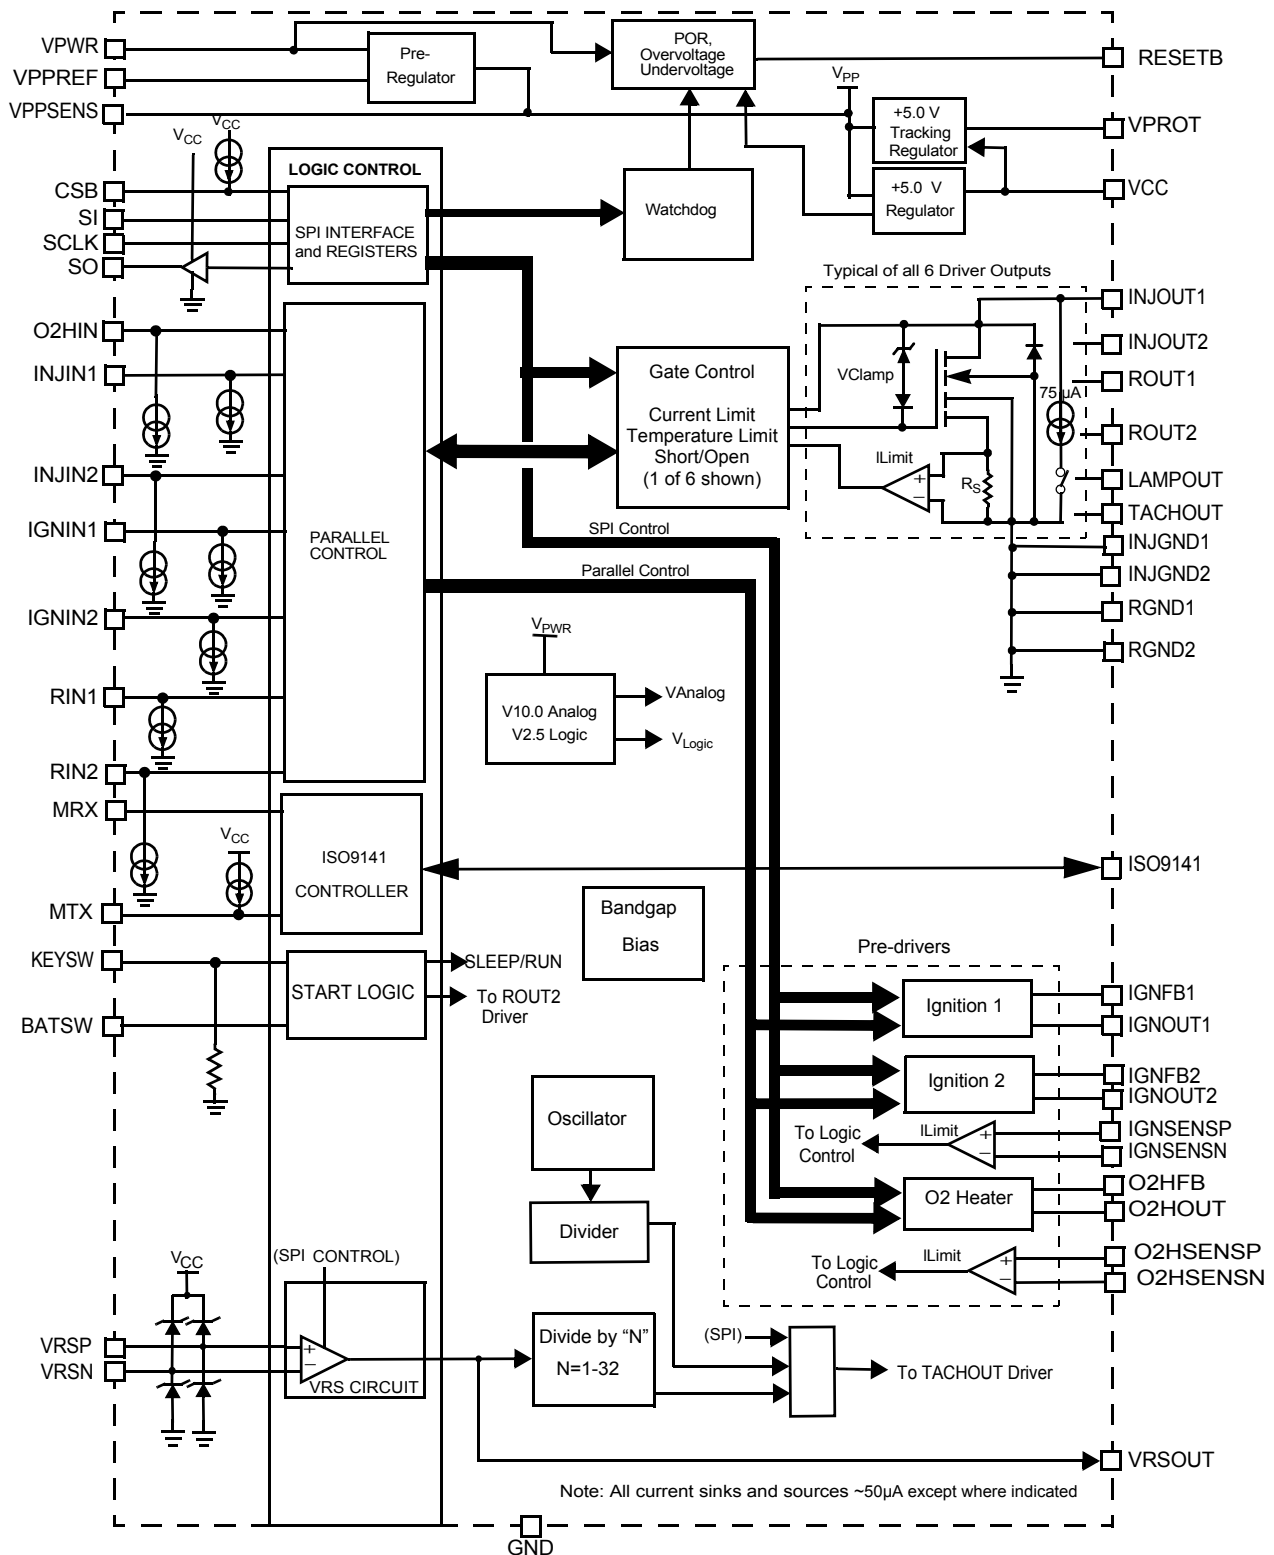 VPWR
VPPREF
VPPSENS
Pre-
Regulator
POR,
Overvoltage
Undervoltage
RESETB
VPP
+5.0 V
Tracking
Regulator
VPROT
+5.0 V
Regulator
VCC
VCC
VCC
LOGIC CONTROL
CSB
SI
SCLK
SO
SPI INTERFACE
and REGISTERS
Watchdog
Typical of all 6 Driver Outputs
O2HIN
INJIN1
INJIN2
IGNIN1
IGNIN2
RIN1
RIN2
PARALLEL
CONTROL
Gate Control
Current Limit
Temperature Limit
Short/Open
(1 of 6 shown)
VClamp
ILimit
+
−
RS
75 µA
INJOUT1
INJOUT2
ROUT1
ROUT2
LAMPOUT
TACHOUT
INJGND1
INJGND2
RGND1
RGND2
SPI Control
Parallel Control
VPWR
V10.0 Analog
V2.5 Logic
VAnalog
VLogic
MRX
VCC
MTX
ISO9141
CONTROLLER
ISO9141
Bandgap
Bias
KEYSW
BATSW
START LOGIC
SLEEP/RUN
To ROUT2
Driver
Pre-drivers
Ignition 1
IGNFB1
IGNOUT1
Ignition 2
IGNFB2
IGNOUT2
To Logic
Control
ILimit
+
−
IGNSENSP
IGNSENSN
O2 Heater
O2HFB
O2HOUT
To Logic
Control
ILimit
+
−
O2HSENSP
O2HSENSN
Oscillator
Divider
VCC
(SPI CONTROL)
VRSP
VRSN
+
−
VRS CIRCUIT
Divide by “N”
N=1-32
(SPI)
To TACHOUT Driver
VRSOUT
Note: All current sinks and sources ~50µA except where indicated
GND